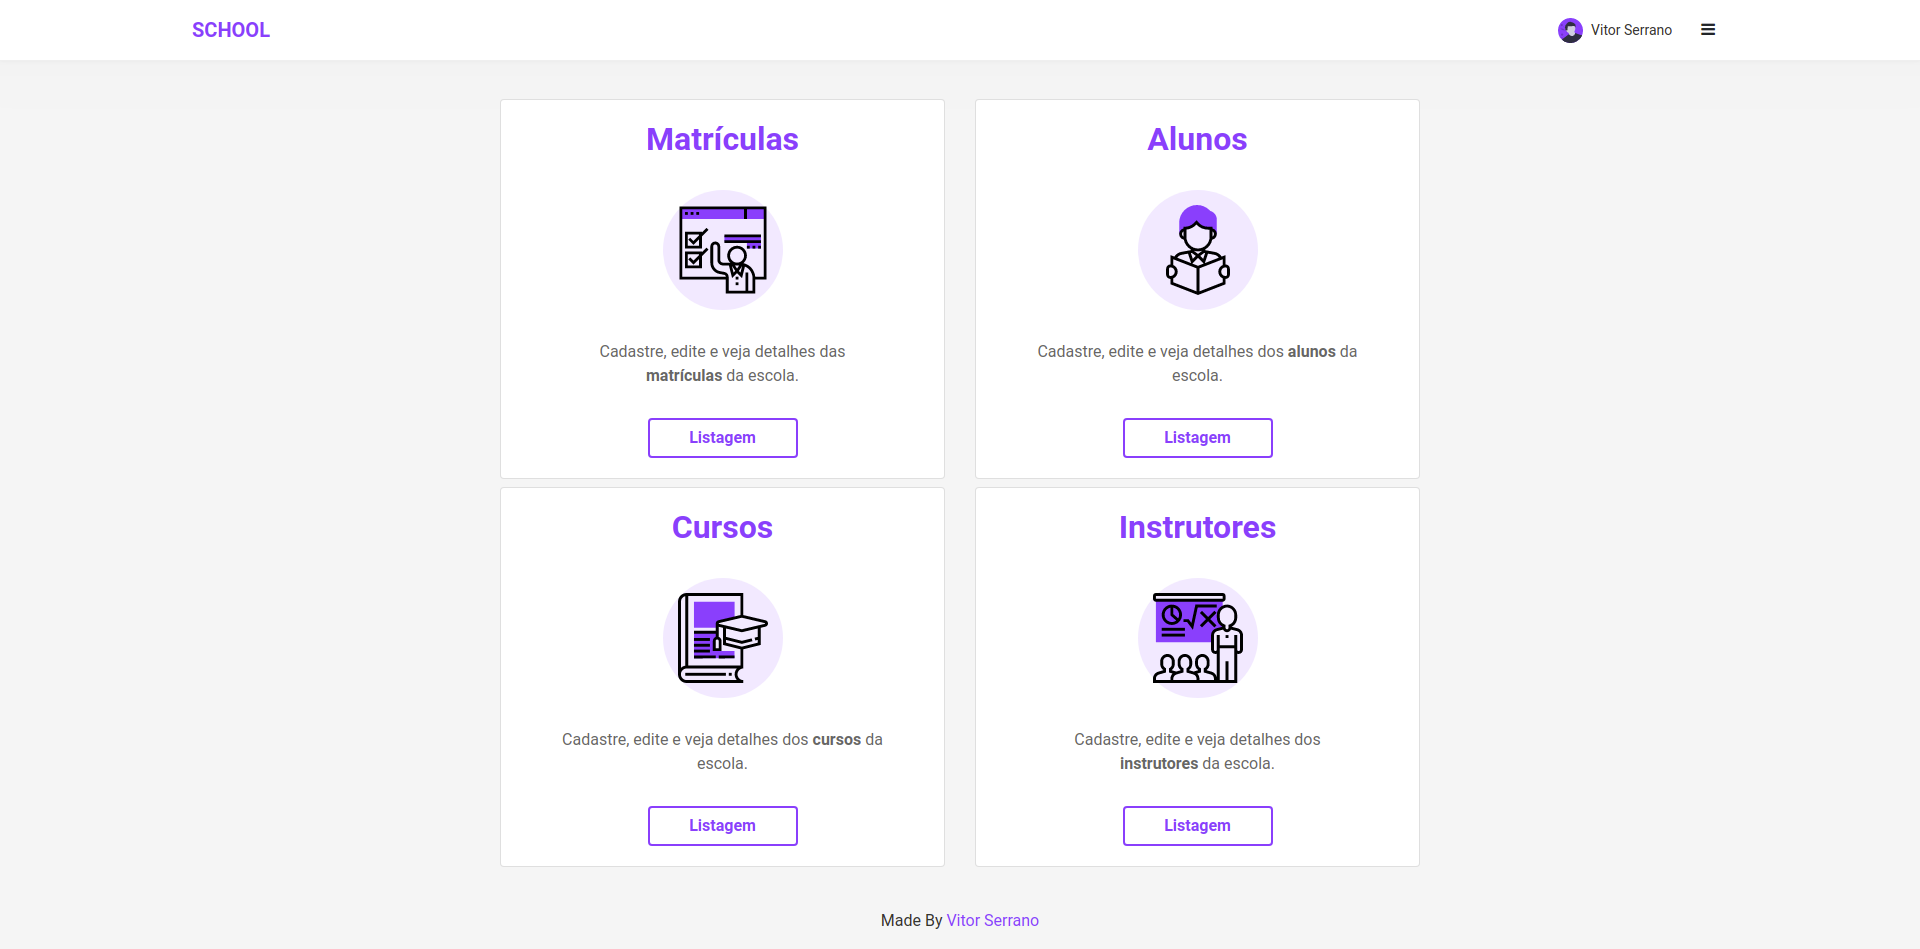 SCHOOL
Vitor Serrano
Matrículas
Cadastre, edite e veja detalhes das
matrículas da escola.
Listagem
Alunos
Cadastre, edite e veja detalhes dos alunos da
escola.
Listagem
Cursos
Cadastre, edite e veja detalhes dos cursos da
escola.
Listagem
Instrutores
Cadastre, edite e veja detalhes dos
instrutores da escola.
Listagem
Made By Vitor Serrano